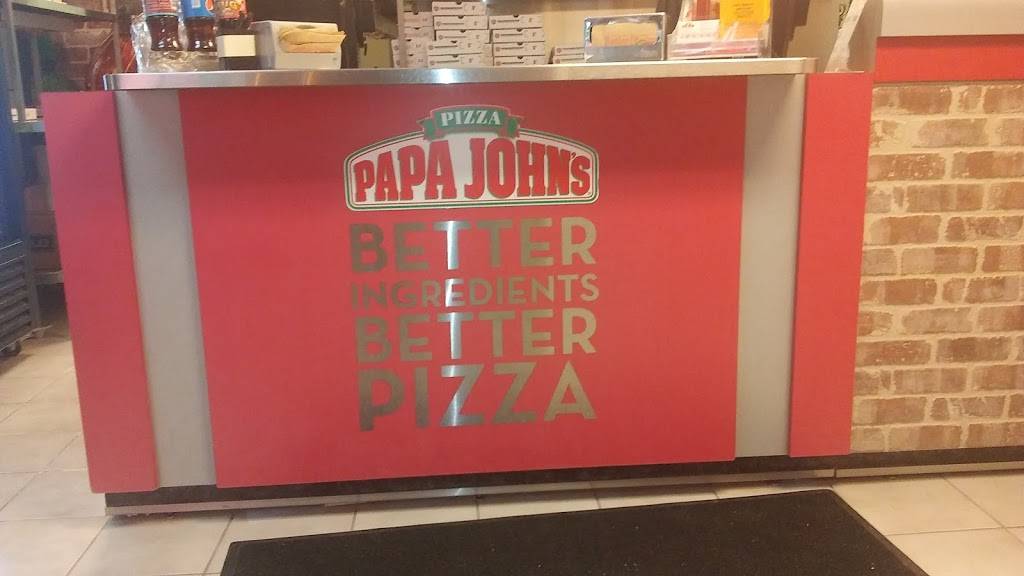 PIZZA
PAPA JOHN'S
BETTER
INGREDIENTS
BETTER
PIZZA